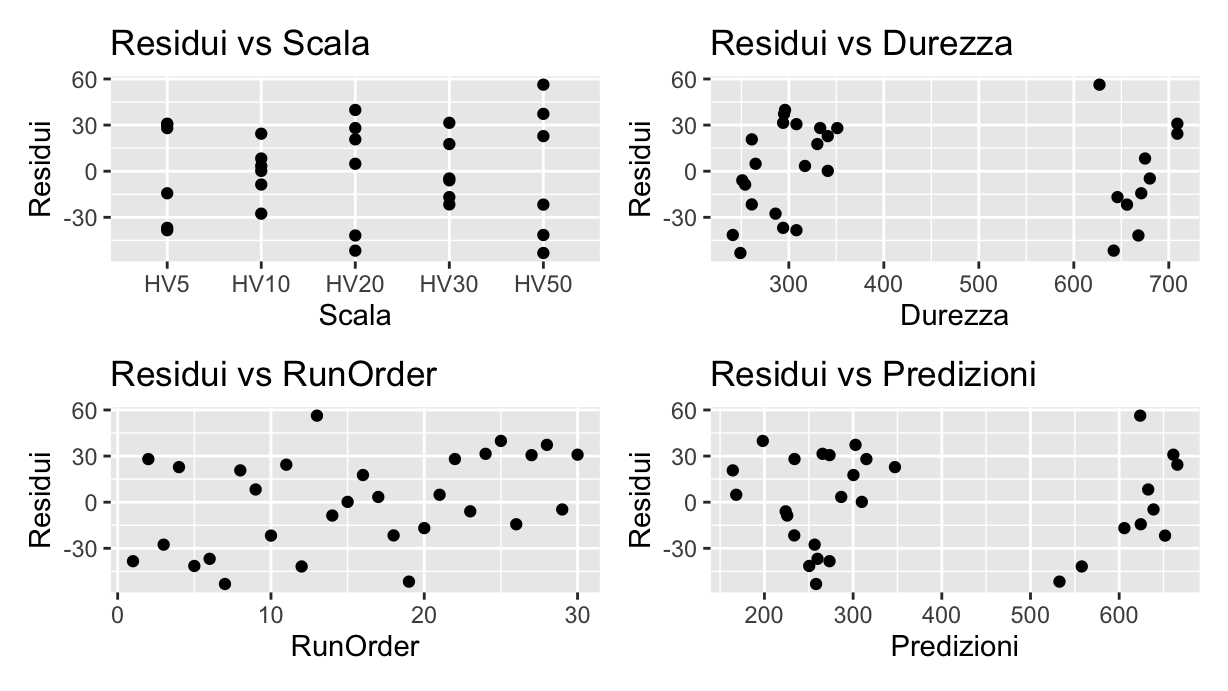 Residui vs Scala
60
30
0
-30
Residui
HV5 HV10 HV20 HV30 HV50
Scala
Residui vs Durezza
60
30
0
-30
Residui
300 400 500 600 700
Durezza
Residui vs RunOrder
60
30
0
-30
Residui
0 10 20 30
RunOrder
Residui vs Predizioni
60
30
0
-30
Residui
200 300 400 500 600
Predizioni